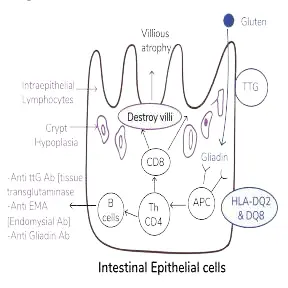 Villious
atrophy
Gluten
Intraepithelial
Lymphocytes
Destroy villi
TTG
Crypt
Hypoplasia
CD8
Gliadin
-Anti ttG Ab [tissue
transglutaminase
-Anti EMA
[Endomysial Ab]
-Anti Gliadin Ab
B
cells
Th
CD4
APC
HLA-DQ2
& DQ8
Intestinal Epithelial cells